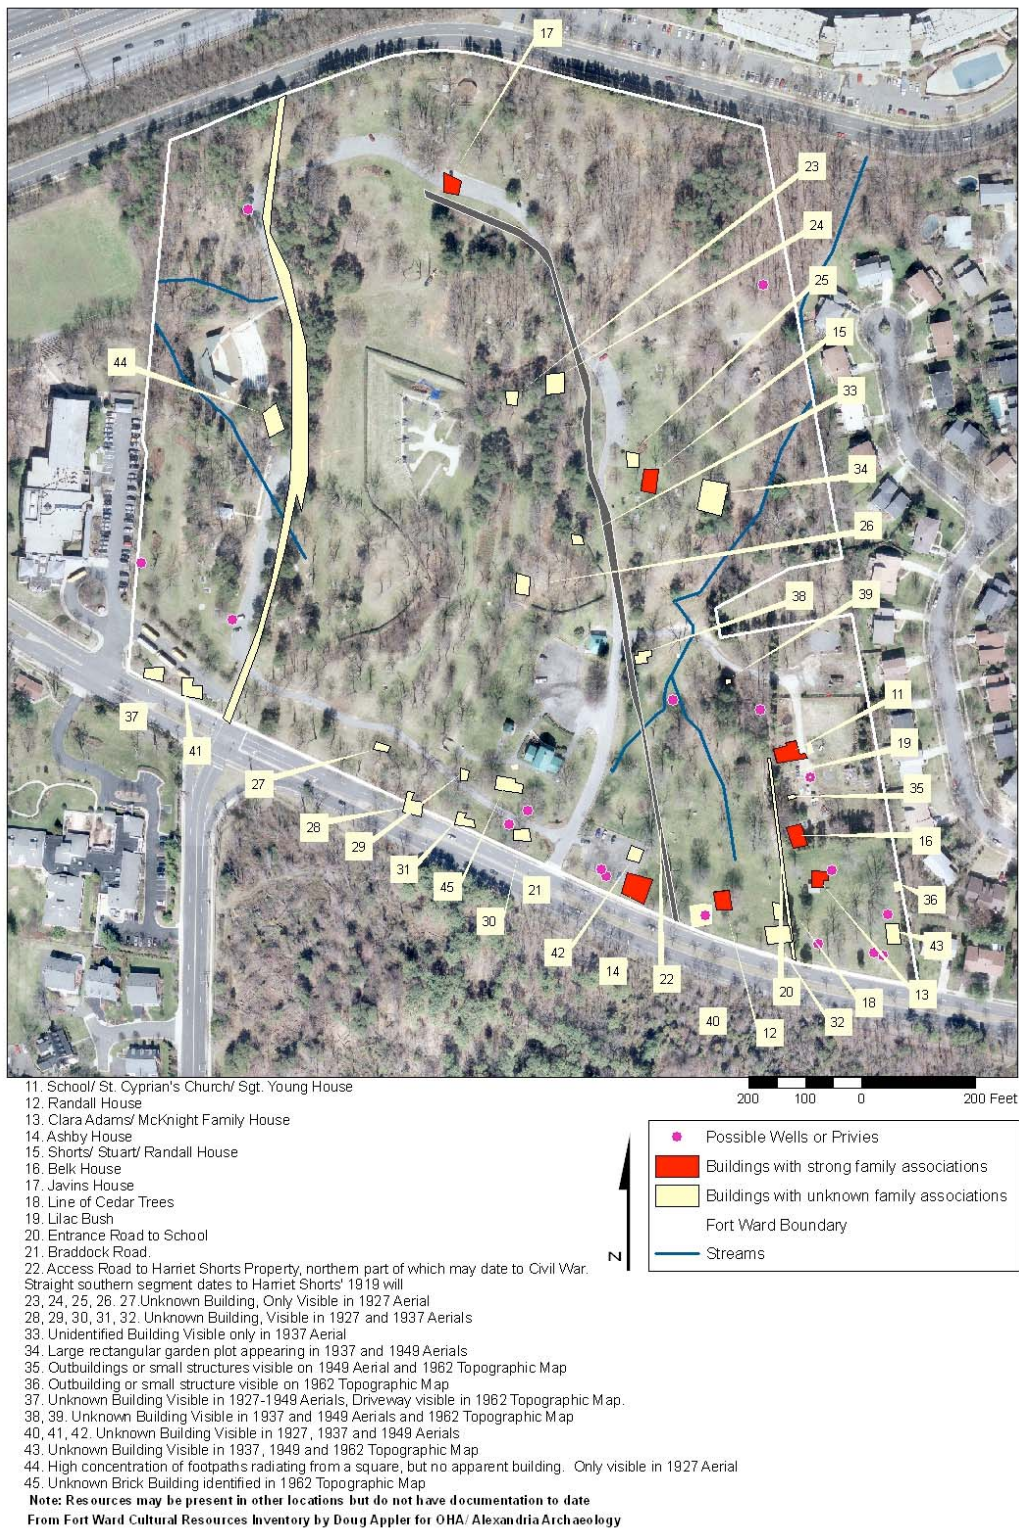 17
23
24
25
15
44
33
34
26
38
39
11
37
19
41
27
35
28
16
29
31
45
21
36
30
42
43
14
22
20
13
18
40
32
12
11. School/ St. Cyprian's Church/ Sgt. Young House
12. Randall House
13. Clara Adams/ McKnight Family House
14. Ashby House
15. Shorts/ Stuart/ Randall House
16. Belk House
17. Javins House
18. Line of Cedar Trees
19. Lilac Bush
20. Entrance Road to School
21. Braddock Road.
22. Access Road to Harriet Shorts Property, northern part of which may date to Civil War.
Straight southern segment dates to Harriet Shorts' 1919 will
23, 24, 25, 26. 27.Unknown Building, Only Visible in 1927 Aerial
28, 29, 30, 31, 32. Unknown Building, Visible in 1927 and 1937 Aerials
33. Unidentified Building Visible only in 1937 Aerial
34. Large rectangular garden plot appearing in 1937 and 1949 Aerials
35. Outbuildings or small structures visible on 1949 Aerial and 1962 Topographic Map
36. Outbuilding or small structure visible on 1962 Topographic Map
37. Unknown Building Visible in 1927-1949 Aerials, Driveway visible in 1962 Topographic Map.
38, 39. Unknown Building Visible in 1937 and 1949 Aerials and 1962 Topographic Map
40, 41, 42. Unknown Building Visible in 1927, 1937 and 1949 Aerials
43. Unknown Building Visible in 1937, 1949 and 1962 Topographic Map
44. High concentration of footpaths radiating from a square, but no apparent building. Only visible in 1927 Aerial
45. Unknown Brick Building identified in 1962 Topographic Map
Note: Resources may be present in other locations but do not have documentation to date
From Fort Ward Cultural Resources Inventory by Doug Appler for OHA/ Alexandria Archaeology
200 100 0 200 Feet
N
Possible Wells or Privies
Buildings with strong family associations
Buildings with unknown family associations
Fort Ward Boundary
Streams